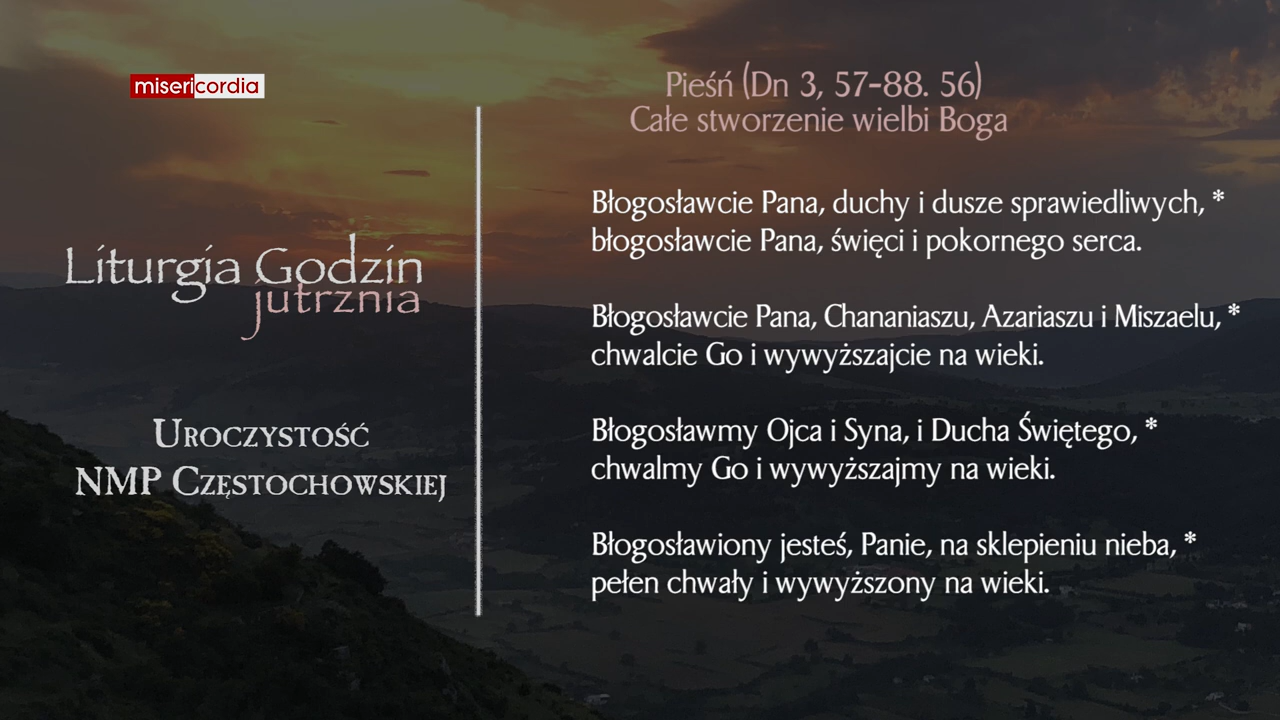 misericordia
Liturgia Godzin
jutrznia
Uroczystość
NMP Częstochowskiej
Pieśń (Dn 3, 57-88. 56)
Całe stworzenie wielbi Boga
Błogosławcie Pana, duchy i dusze sprawiedliwych, *
błogosławcie Pana, święci i pokornego serca.
Błogosławcie Pana, Chananiaszu, Azariaszu i Miszaelu, *
chwalcie Go i wywyższajcie na wieki.
Błogosławmy Ojca i Syna, i Ducha Świętego, *
chwalmy Go i wywyższajmy na wieki.
Błogosławiony jesteś, Panie, na sklepieniu nieba, *
pełen chwały i wywyższony na wieki.